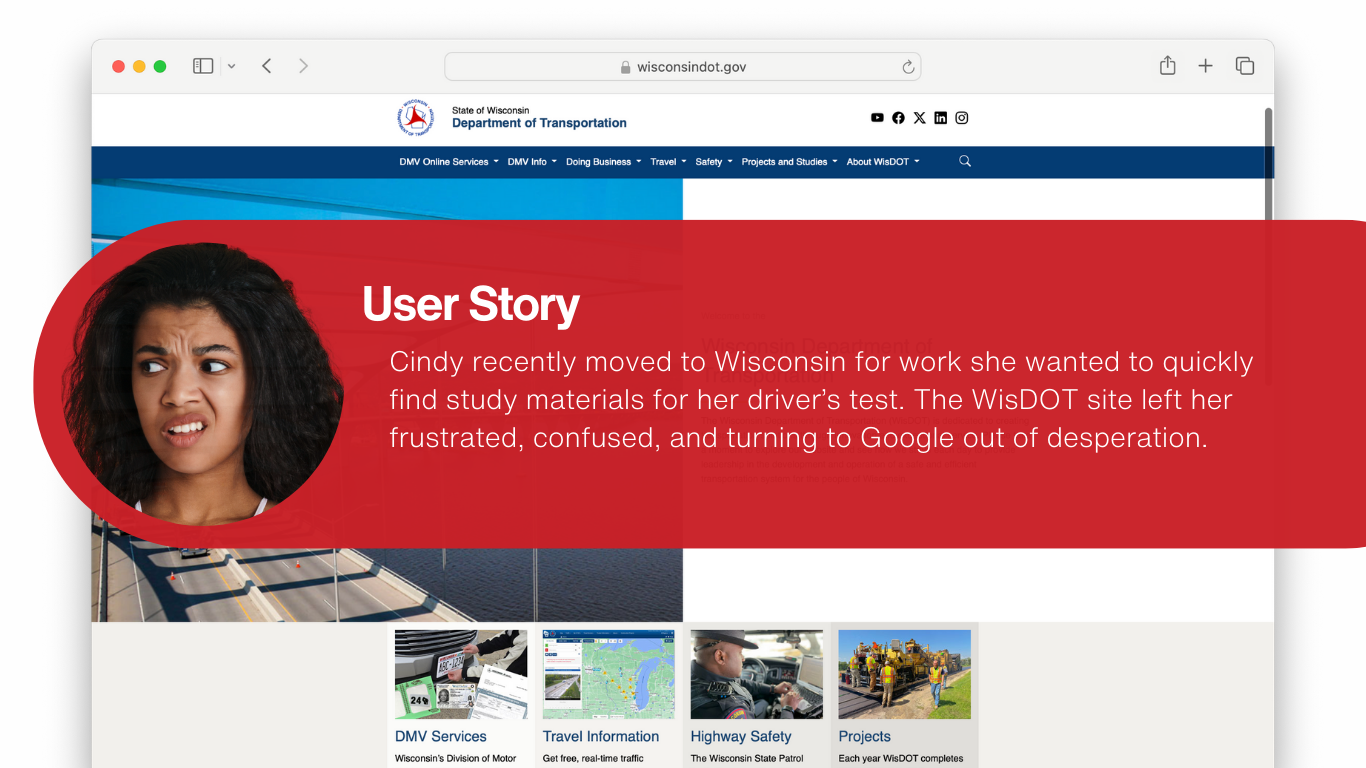 wisconsindot.gov
State of Wisconsin
Department of Transportation
DMV Online Services DMV Info Doing Business Travel Safety Projects and Studies About WisDOT
User Story
Cindy recently moved to Wisconsin for work she wanted to quickly
find study materials for her driver's test. The WisDOT site left her
frustrated, confused, and turning to Google out of desperation.
DMV Services Travel Information Highway Safety Projects
Wisconsin's Division of Motor Get free, real-time traffic The Wisconsin State Patrol Each year WisDOT completes